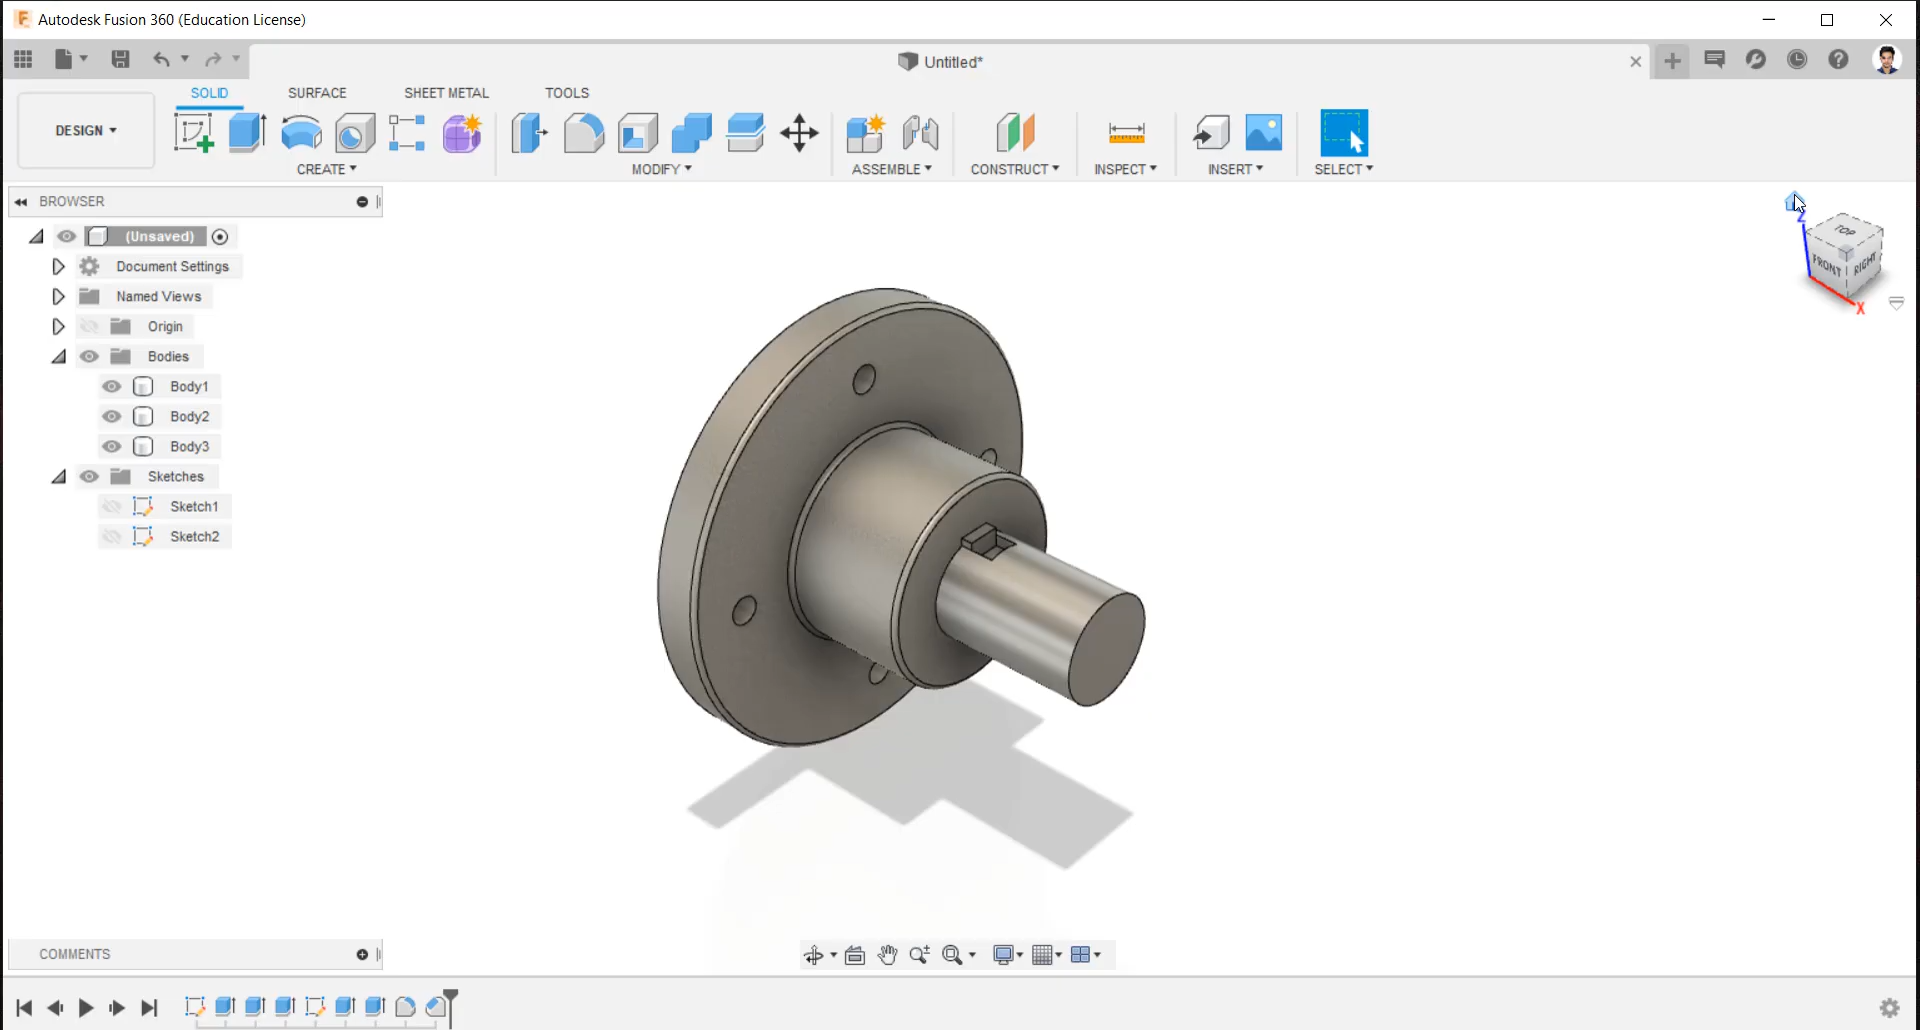 Autodesk Fusion 360 (Education License)
Untitled*
SOLID SURFACE SHEET METAL TOOLS
DESIGN
CREATE MODIFY ASSEMBLE CONSTRUCT INSPECT INSERT SELECT
BROWSER
(Unsaved)
Document Settings
Named Views
Origin
Bodies
Body1
Body2
Body3
Sketches
Sketch1
Sketch2
Z
TOP
FRONT RIGHT
X
COMMENTS